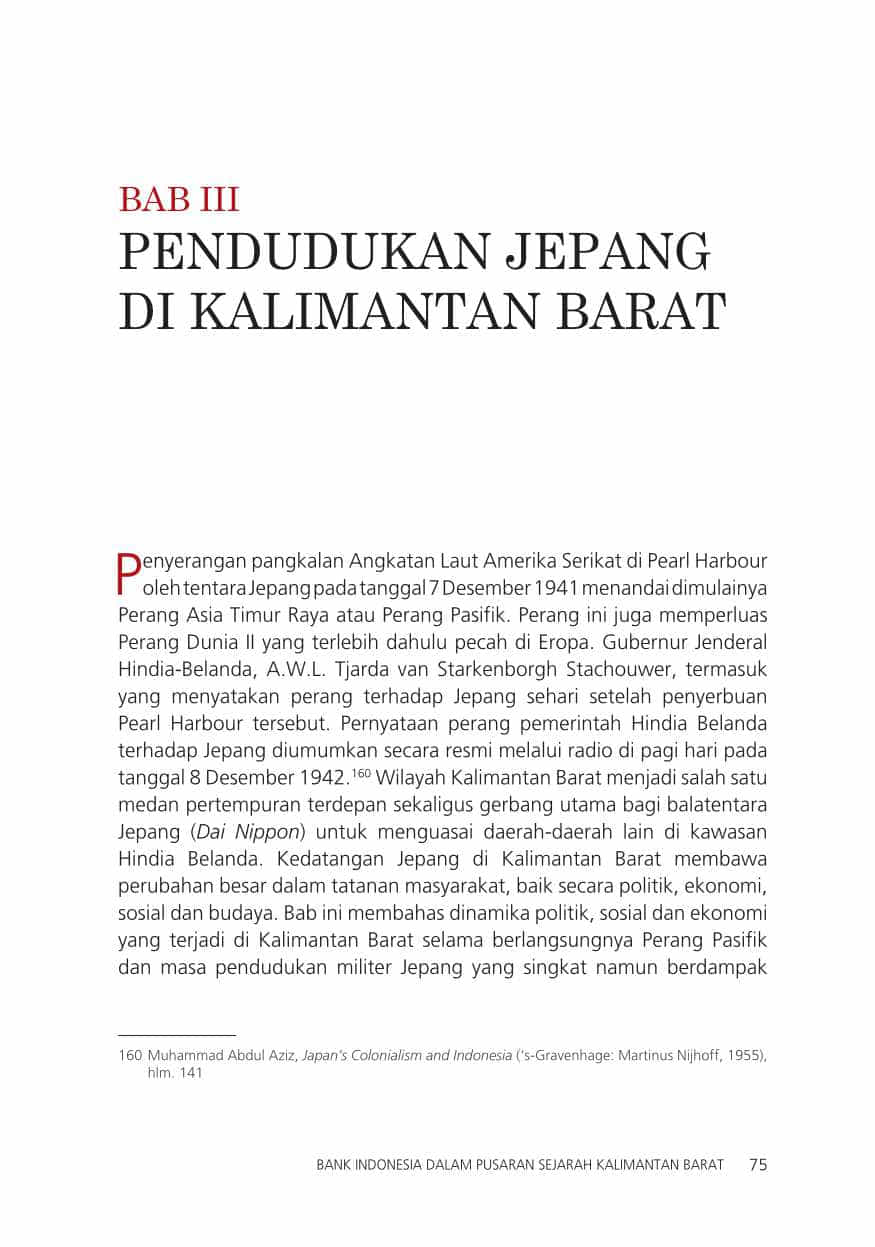 BAB III
PENDUDUKAN JEPANG
DI KALIMANTAN BARAT
Penyerangan pangkalan Angkatan Laut Amerika Serikat di Pearl Harbour
oleh tentara Jepang pada tanggal 7 Desember 1941 menandai dimulainya
Perang Asia Timur Raya atau Perang Pasifik. Perang ini juga memperluas
Perang Dunia II yang terlebih dahulu pecah di Eropa. Gubernur Jenderal
Hindia-Belanda, A.W.L. Tjarda van Starkenborgh Stachouwer, termasuk
yang menyatakan perang terhadap Jepang sehari setelah penyerbuan
Pearl Harbour tersebut. Pernyataan perang pemerintah Hindia Belanda
terhadap Jepang diumumkan secara resmi melalui radio di pagi hari pada
tanggal 8 Desember 1942.160 Wilayah Kalimantan Barat menjadi salah satu
medan pertempuran terdepan sekaligus gerbang utama bagi balatentara
Jepang (Dai Nippon) untuk menguasai daerah-daerah lain di kawasan
Hindia Belanda. Kedatangan Jepang di Kalimantan Barat membawa
perubahan besar dalam tatanan masyarakat, baik secara politik, ekonomi,
sosial dan budaya. Bab ini membahas dinamika politik, sosial dan ekonomi
yang terjadi di Kalimantan Barat selama berlangsungnya Perang Pasifik
dan masa pendudukan militer Jepang yang singkat namun berdampak
160 Muhammad Abdul Aziz, Japan's Colonialism and Indonesia ('s-Gravenhage: Martinus Nijhoff, 1955),
hlm. 141
BANK INDONESIA DALAM PUSARAN SEJARAH KALIMANTAN BARAT 75